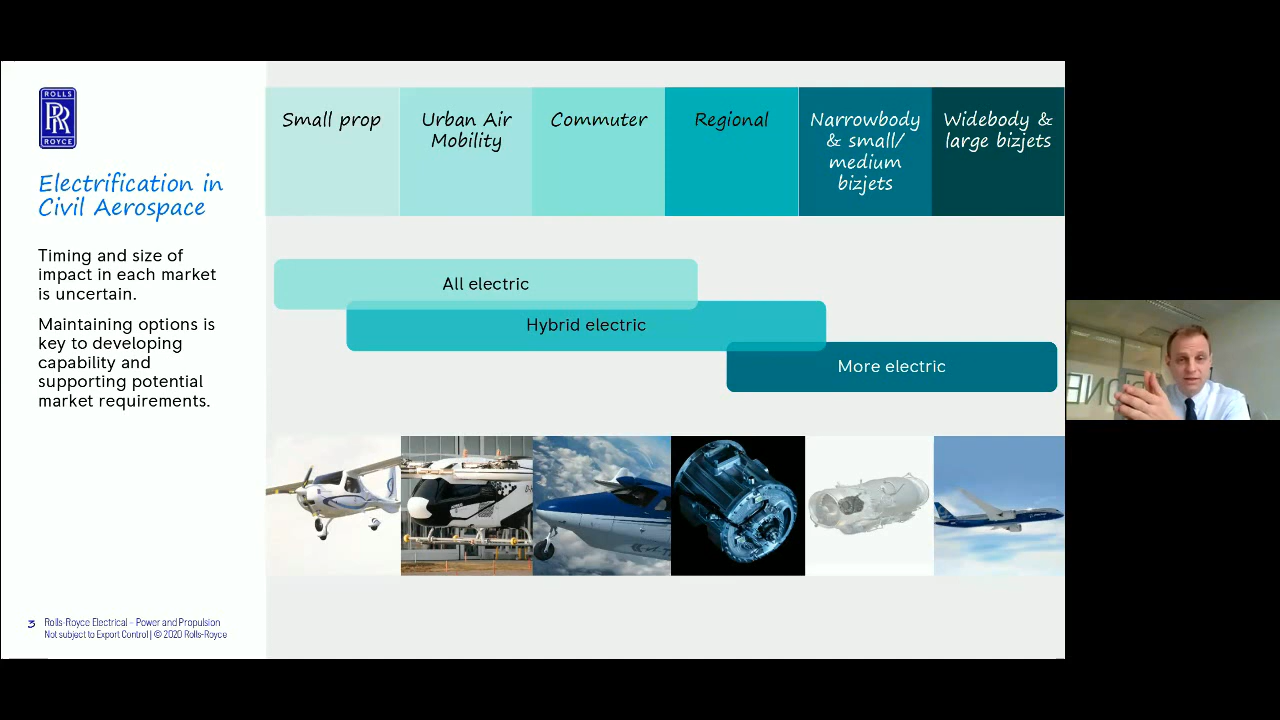 ROLLS
RR
ROYCE
Electrification in
Civil Aerospace
Timing and size of
impact in each market
is uncertain.
Maintaining options is
key to developing
capability and
supporting potential
market requirements.
3 Rolls-Royce Electrical – Power and Propulsion
Not subject to Export Control | © 2020 Rolls-Royce
Small prop
Urban Air
Mobility
Commuter
Regional
Narrowbody
& small/
medium
bizjets
Widebody &
large bizjets
All electric
Hybrid electric
More electric